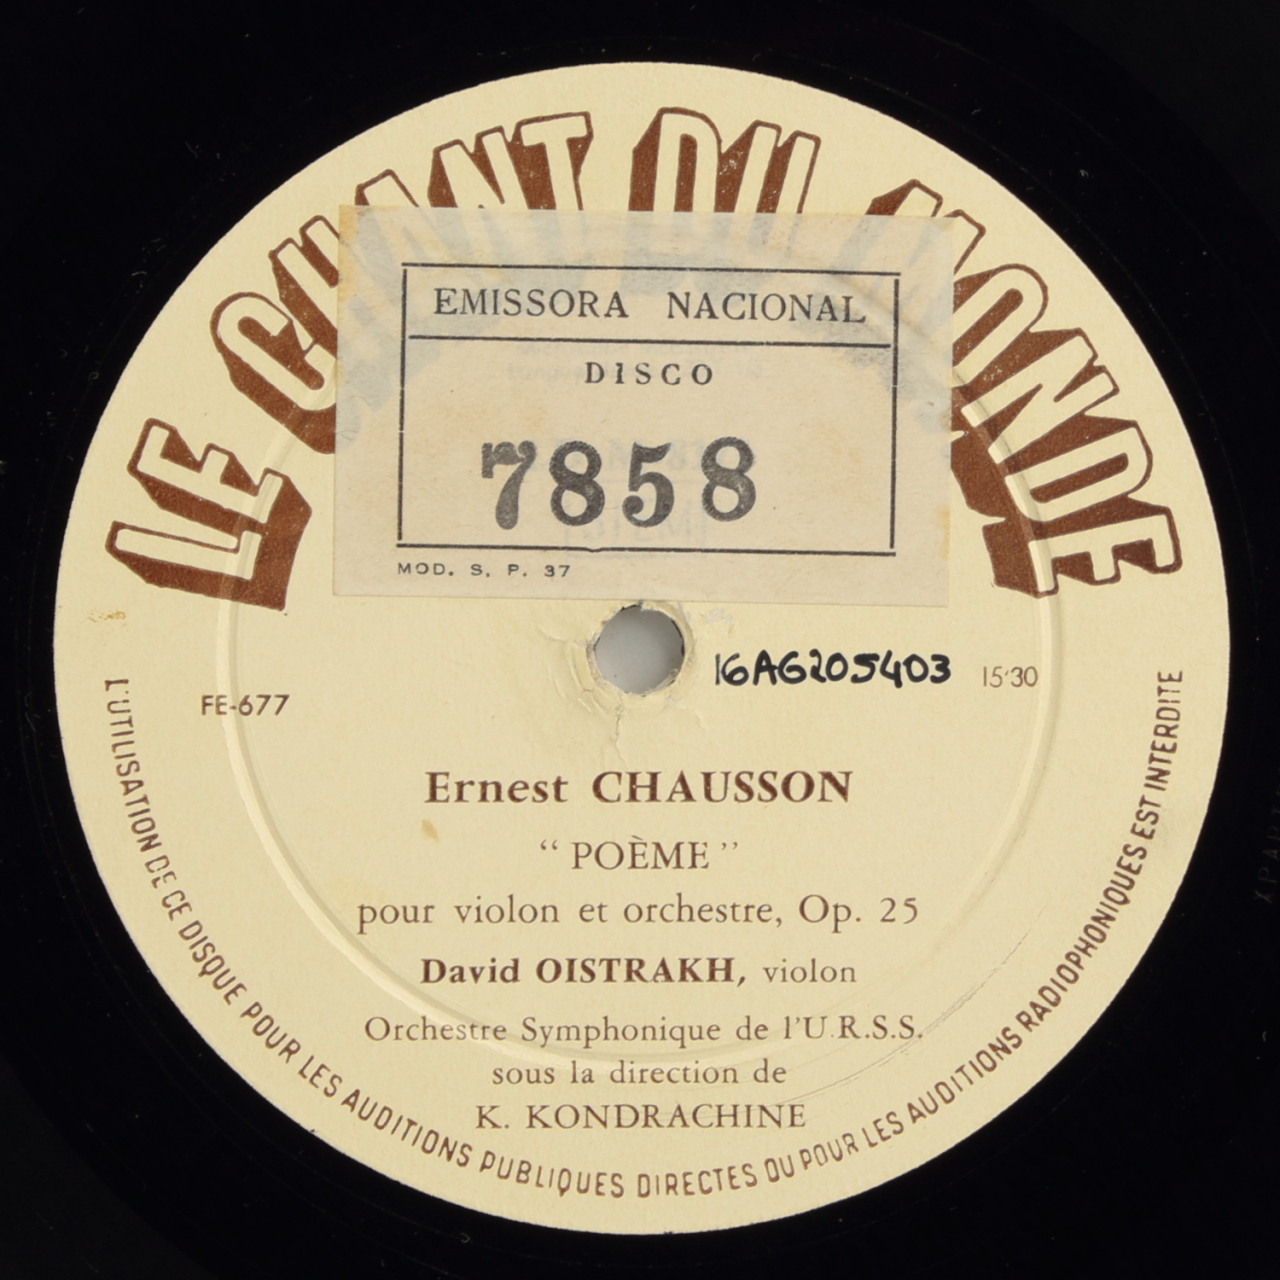 LE CHANT DU MONDE
EMISSORA NACIONAL
DISCO
7858
MOD. S. P. 37
16AG205403
15'30
FE-677
Ernest CHAUSSON
“ POÈME ”
pour violon et orchestre, Op. 25
David OISTRAKH, violon
Orchestre Symphonique de l'U.R.S.S.
sous la direction de
K. KONDRACHINE
L'UTILISATION DE CE DISQUE POUR LES AUDITIONS PUBLIQUES DIRECTES OU POUR LES AUDITIONS RADIOPHONIQUES EST INTERDITE